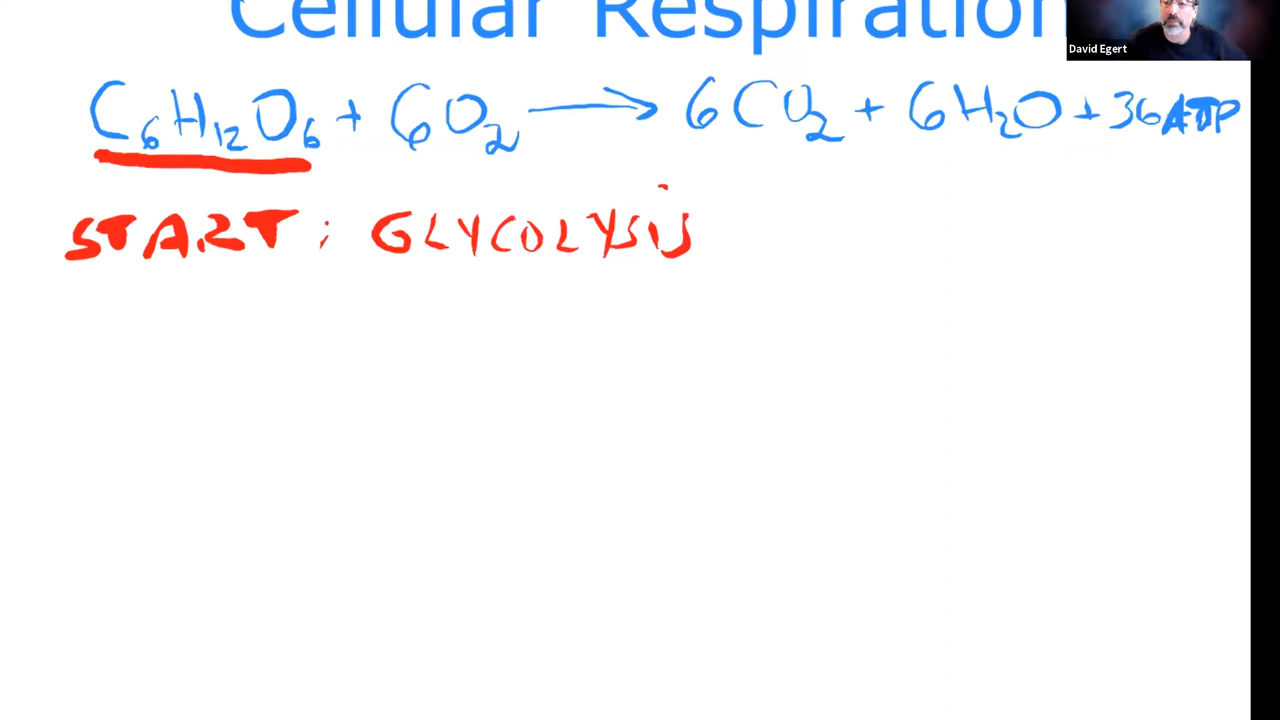 Cellular Respiration
David Egert
C₆H₁₂O₆ + 6O₂ → 6CO₂ + 6H₂O + 36ATP
START: GLYCOLYSIS